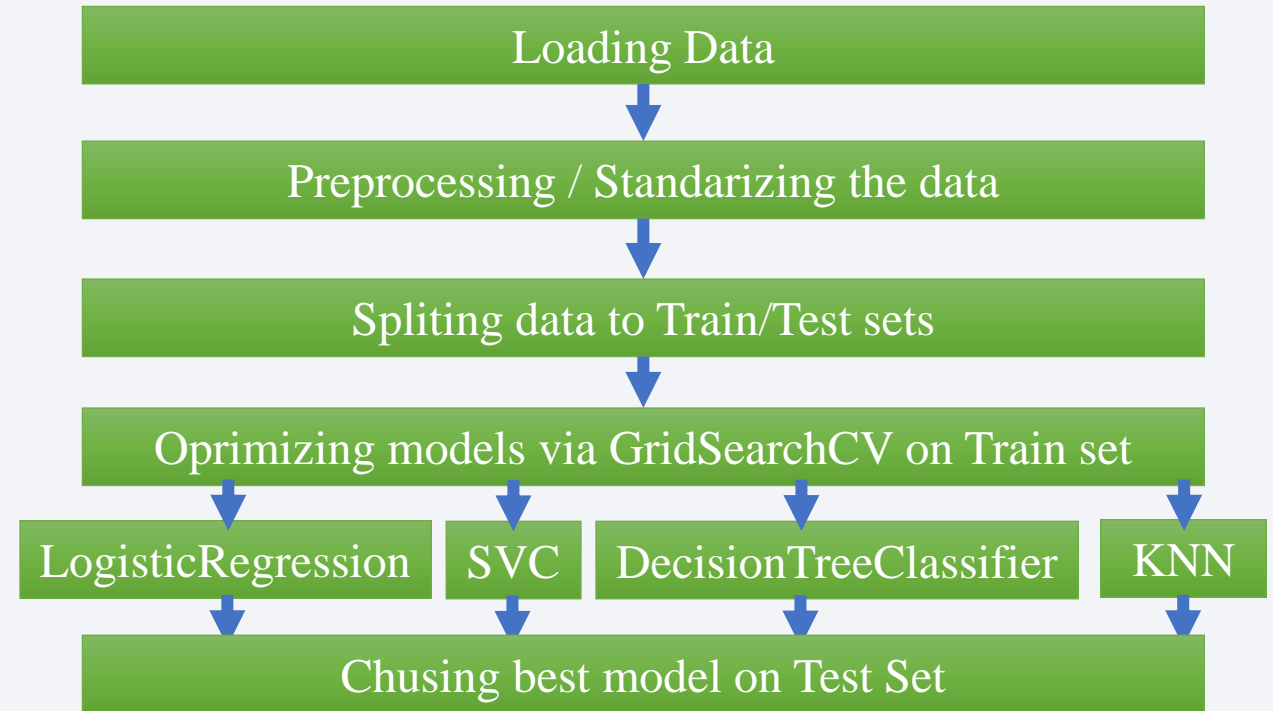 Loading Data
Preprocessing / Standarizing the data
Spliting data to Train/Test sets
Oprimizing models via GridSearchCV on Train set
LogisticRegression
SVC
DecisionTreeClassifier
KNN
Chusing best model on Test Set